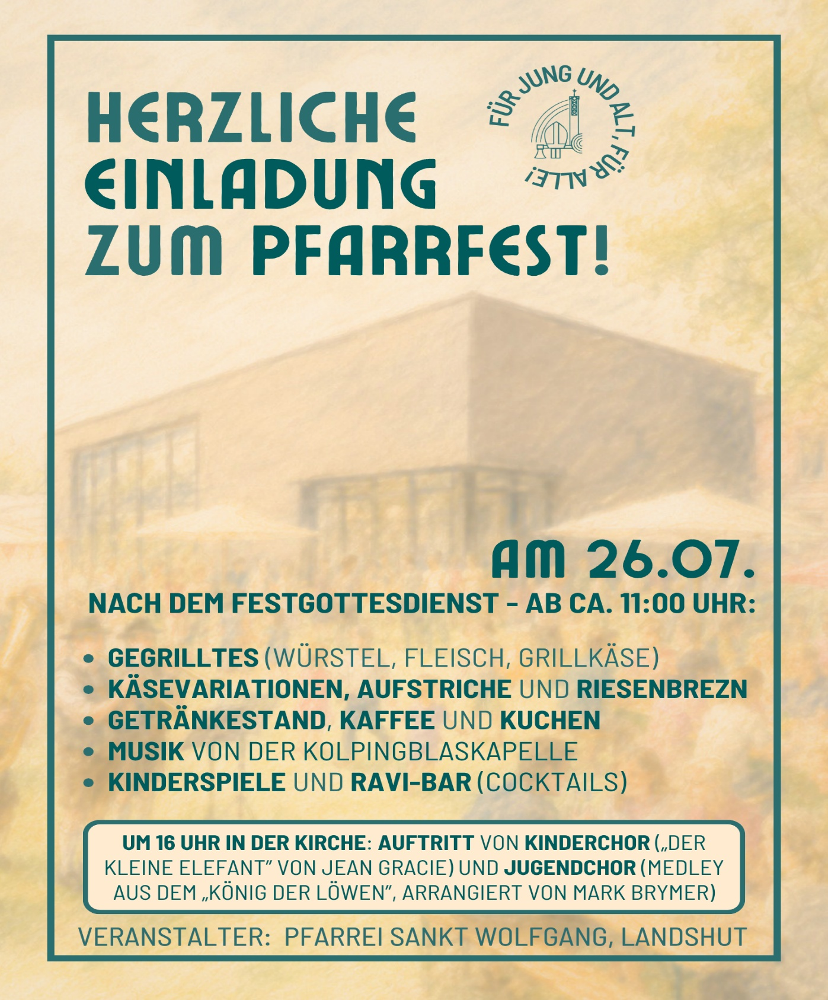 HERZLICHE
EINLADUNG
ZUM PFARRFEST!
FÜR JUNG UND ALT, FÜR ALLE!
AM 26.07.
NACH DEM FESTGOTTESDIENST - AB CA. 11:00 UHR:
• GEGRILLTES (WÜRSTEL, FLEISCH, GRILLKÄSE)
• KÄSEVARIATIONEN, AUFSTRICHE UND RIESENBREZN
• GETRÄNKESTAND, KAFFEE UND KUCHEN
• MUSIK VON DER KOLPINGBLASKAPELLE
• KINDERSPIELE UND RAVI-BAR (COCKTAILS)
UM 16 UHR IN DER KIRCHE: AUFTRITT VON KINDERCHOR („DER
KLEINE ELEFANT” VON JEAN GRACIE) UND JUGENDCHOR (MEDLEY
AUS DEM „KÖNIG DER LÖWEN”, ARRANGIERT VON MARK BRYMER)
VERANSTALTER: PFARREI SANKT WOLFGANG, LANDSHUT